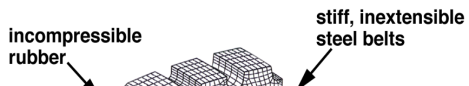 incompressible
rubber
stiff, inextensible
steel belts